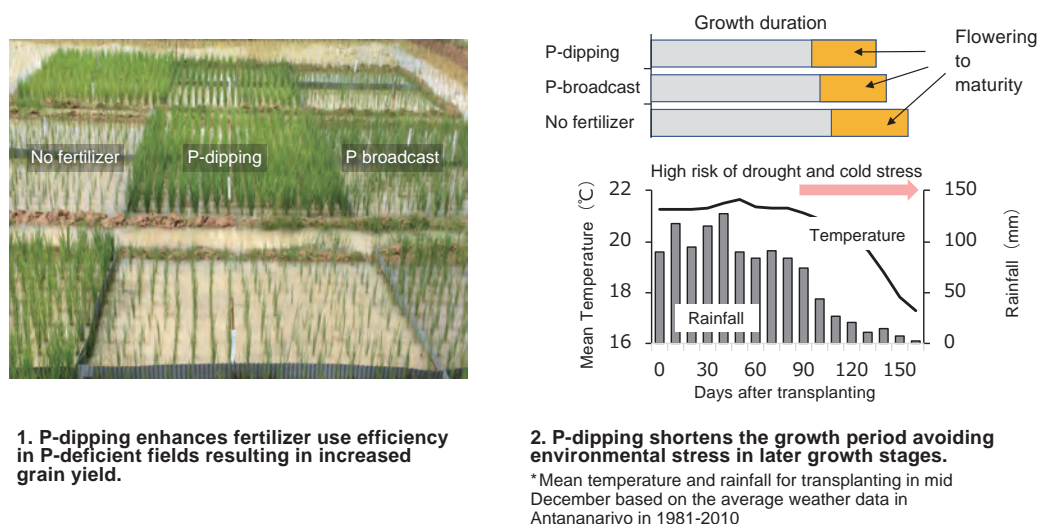 No fertilizer
P-dipping
P broadcast
Growth duration
P-dipping
P-broadcast
No fertilizer
Flowering
to
maturity
High risk of drought and cold stress
Mean Temperature (℃)
22
20
18
16
Temperature
Rainfall
150
100
50
0
Rainfall (mm)
0 30 60 90 120 150
Days after transplanting
1. P-dipping enhances fertilizer use efficiency
in P-deficient fields resulting in increased
grain yield.
2. P-dipping shortens the growth period avoiding
environmental stress in later growth stages.
*Mean temperature and rainfall for transplanting in mid
December based on the average weather data in
Antananarivo in 1981-2010